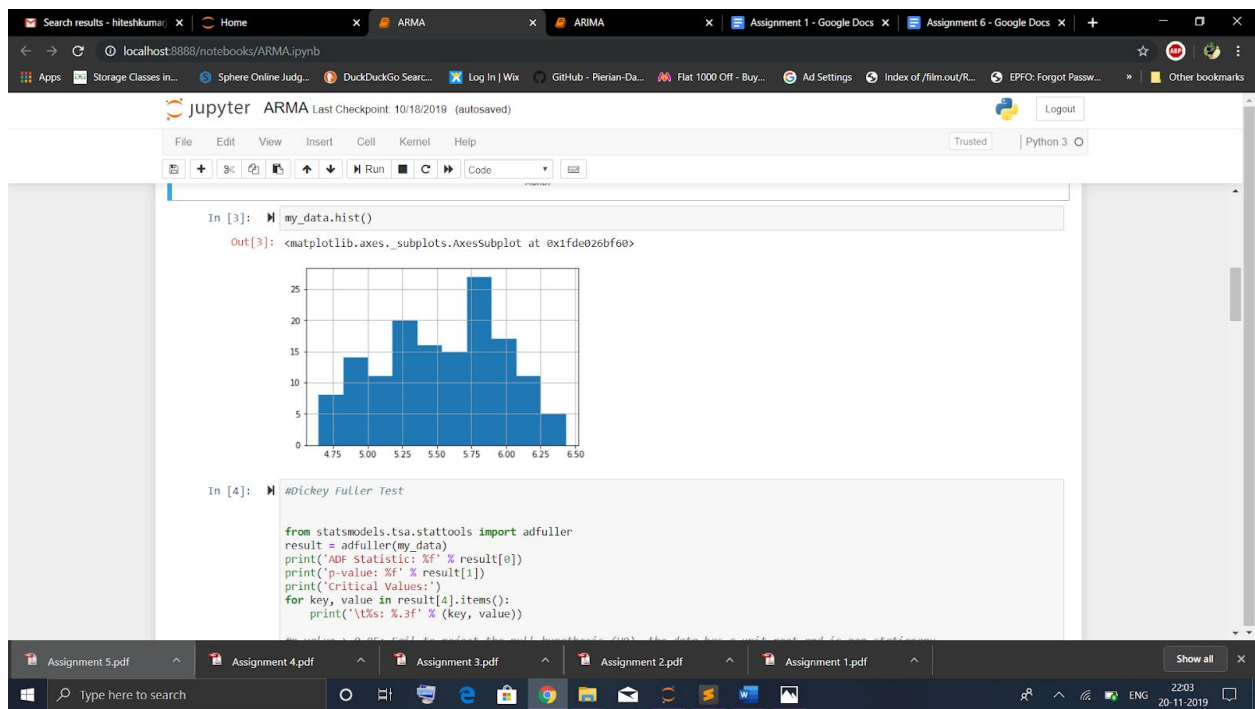 Search results - hiteshkumar
Home
ARMA
ARIMA
Assignment 1 - Google Docs
Assignment 6 - Google Docs
localhost:8888/notebooks/ARMA.ipynb
ABP
Apps
Storage Classes in...
Sphere Online Judg...
DuckDuckGo Searc...
Log In | Wix
GitHub - Pierian-Da...
Flat 1000 Off - Buy...
Ad Settings
Index of /film.out/R...
EPFO: Forgot Passw...
»
Other bookmarks
jupyter ARMA Last Checkpoint: 10/18/2019 (autosaved)
Logout
File Edit View Insert Cell Kernel Help
Trusted
Python 3
Run
Code
In [3]: my_data.hist()
Out[3]: <matplotlib.axes._subplots.AxesSubplot at 0x1fde026bf60>
25
20
15
10
5
0
4.75 5.00 5.25 5.50 5.75 6.00 6.25 6.50
In [4]: #Dickey Fuller Test
from statsmodels.tsa.stattools import adfuller
result = adfuller(my_data)
print('ADF Statistic: %f' % result[0])
print('p-value: %f' % result[1])
print('Critical Values:')
for key, value in result[4].items():
    print('\t%s: %.3f' % (key, value))
Assignment 5.pdf
Assignment 4.pdf
Assignment 3.pdf
Assignment 2.pdf
Assignment 1.pdf
Show all
Type here to search
ENG
22:03
20-11-2019